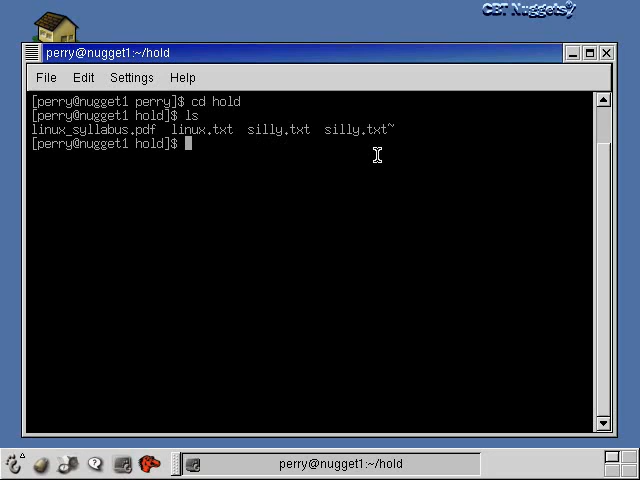 CBT Nuggets
perry@nugget1:~/hold
File Edit Settings Help
[perry@nugget1 perry]$ cd hold
[perry@nugget1 hold]$ ls
linux_syllabus.pdf linux.txt silly.txt silly.txt~
[perry@nugget1 hold]$
perry@nugget1:~/hold